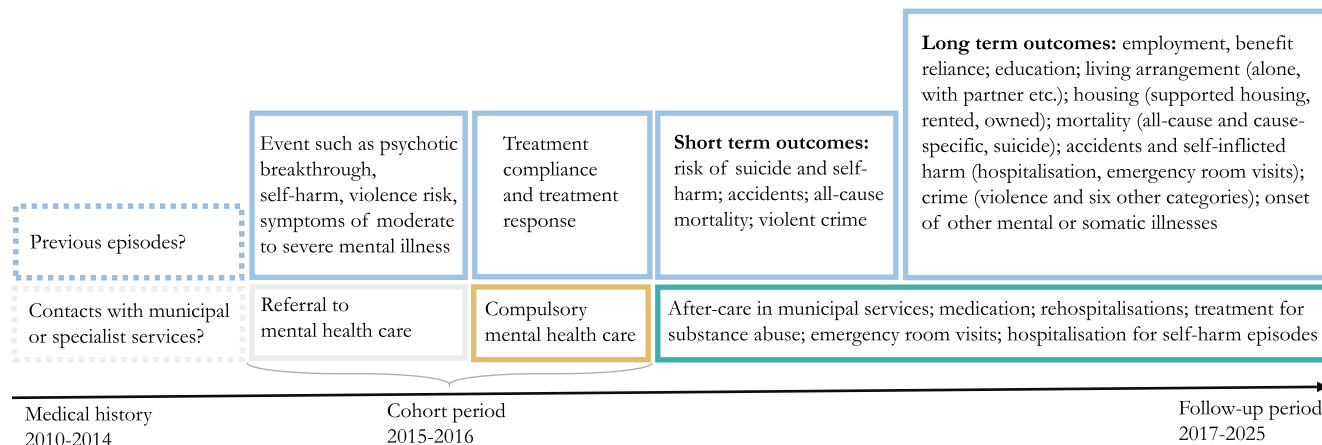 Previous episodes?
Event such as psychotic
breakthrough,
self-harm, violence risk,
symptoms of moderate
to severe mental illness
Treatment
compliance
and treatment
response
Short term outcomes:
risk of suicide and self-
harm; accidents; all-cause
mortality; violent crime
Long term outcomes: employment, benefit
reliance; education; living arrangement (alone,
with partner etc.); housing (supported housing,
rented, owned); mortality (all-cause and cause-
specific, suicide); accidents and self-inflicted
harm (hospitalisation, emergency room visits);
crime (violence and six other categories); onset
of other mental or somatic illnesses
Contacts with municipal
or specialist services?
Referral to
mental health care
Compulsory
mental health care
After-care in municipal services; medication; rehospitalisations; treatment for
substance abuse; emergency room visits; hospitalisation for self-harm episodes
Medical history
2010-2014
Cohort period
2015-2016
Follow-up period
2017-2025